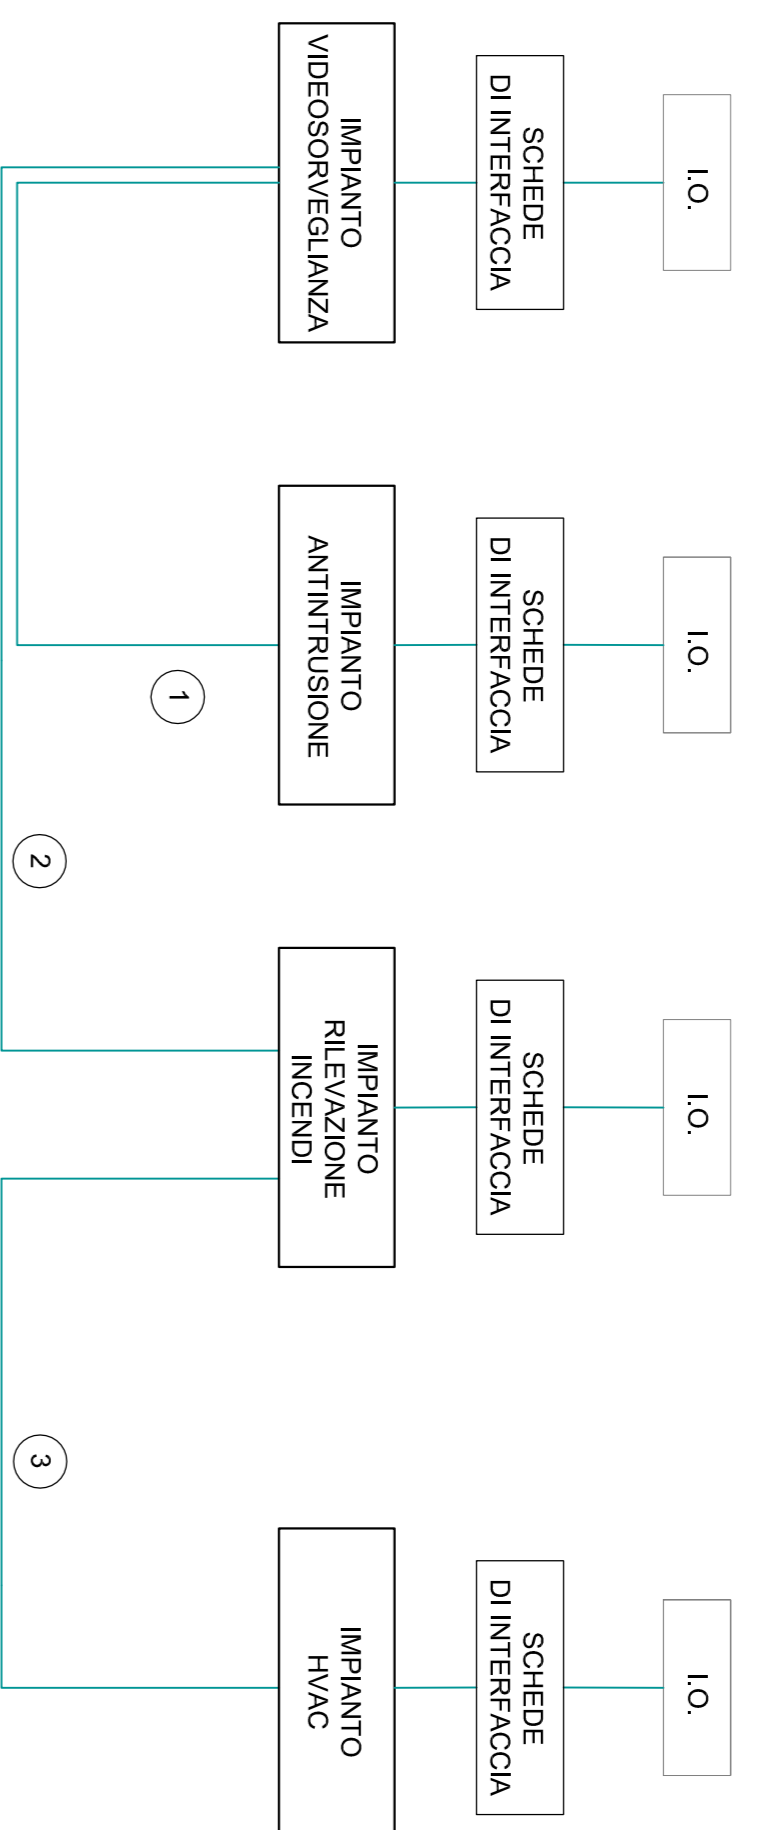 I.O.
I.O.
I.O.
I.O.
SCHEDE
DI INTERFACCIA
SCHEDE
DI INTERFACCIA
SCHEDE
DI INTERFACCIA
SCHEDE
DI INTERFACCIA
IMPIANTO
VIDEOSORVEGLIANZA
IMPIANTO
ANTINTRUSIONE
IMPIANTO
RILEVAZIONE
INCENDI
IMPIANTO
HVAC
1
2
3